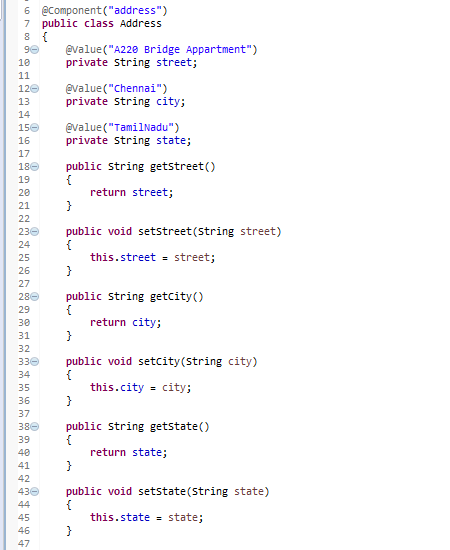 6 @Component("address")
7 public class Address
8 {
9 @Value("A220 Bridge Appartment")
10 private String street;
11
12 @Value("Chennai")
13 private String city;
14
15 @Value("TamilNadu")
16 private String state;
17
18 public String getStreet()
19 {
20 return street;
21 }
22
23 public void setStreet(String street)
24 {
25 this.street = street;
26 }
27
28 public String getCity()
29 {
30 return city;
31 }
32
33 public void setCity(String city)
34 {
35 this.city = city;
36 }
37
38 public String getState()
39 {
40 return state;
41 }
42
43 public void setState(String state)
44 {
45 this.state = state;
46 }
47